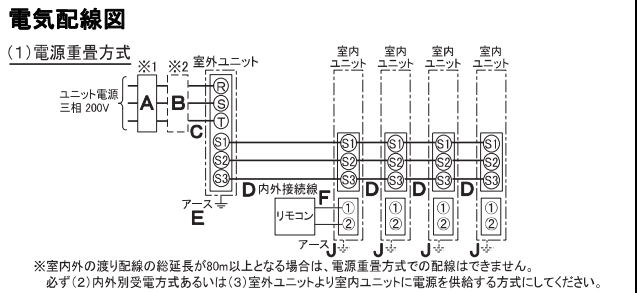 電気配線図
(1)電源重畳方式
※1 ※2 室外ユニット
室内ユニット 室内ユニット 室内ユニット 室内ユニット
ユニット電源
三相 200V
A B C
R
S
T
S1 S1 S1 S1 S1
S2 S2 S2 S2 S2
S3 S3 S3 S3 S3
D 内外接続線 D D D
アース
E
F
リモコン
① ① ① ①
② ② ② ②
アース J J J J
※室内外の渡り配線の総延長が80m以上となる場合は、電源重畳方式での配線はできません。
必ず(2)内外別受電方式あるいは(3)室外ユニットより室内ユニットに電源を供給する方式にしてください。